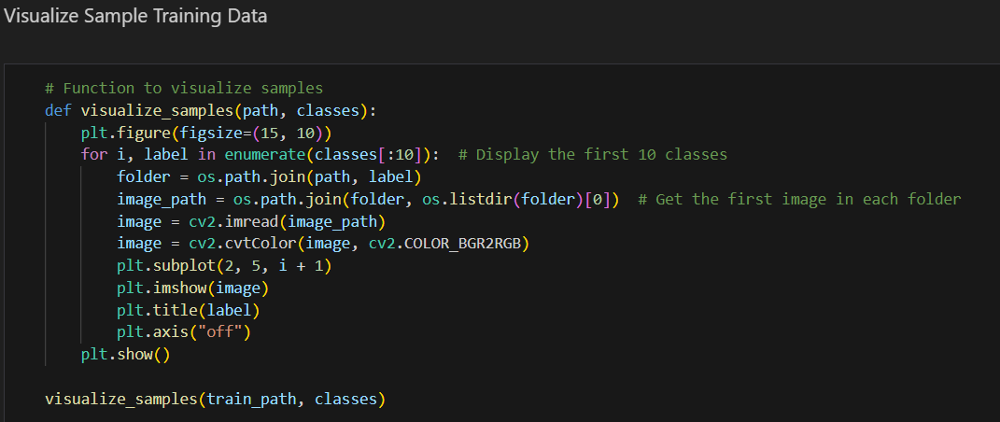 Visualize Sample Training Data
# Function to visualize samples
def visualize_samples(path, classes):
    plt.figure(figsize=(15, 10))
    for i, label in enumerate(classes[:10]):  # Display the first 10 classes
        folder = os.path.join(path, label)
        image_path = os.path.join(folder, os.listdir(folder)[0])  # Get the first image in each folder
        image = cv2.imread(image_path)
        image = cv2.cvtColor(image, cv2.COLOR_BGR2RGB)
        plt.subplot(2, 5, i + 1)
        plt.imshow(image)
        plt.title(label)
        plt.axis("off")
    plt.show()
visualize_samples(train_path, classes)